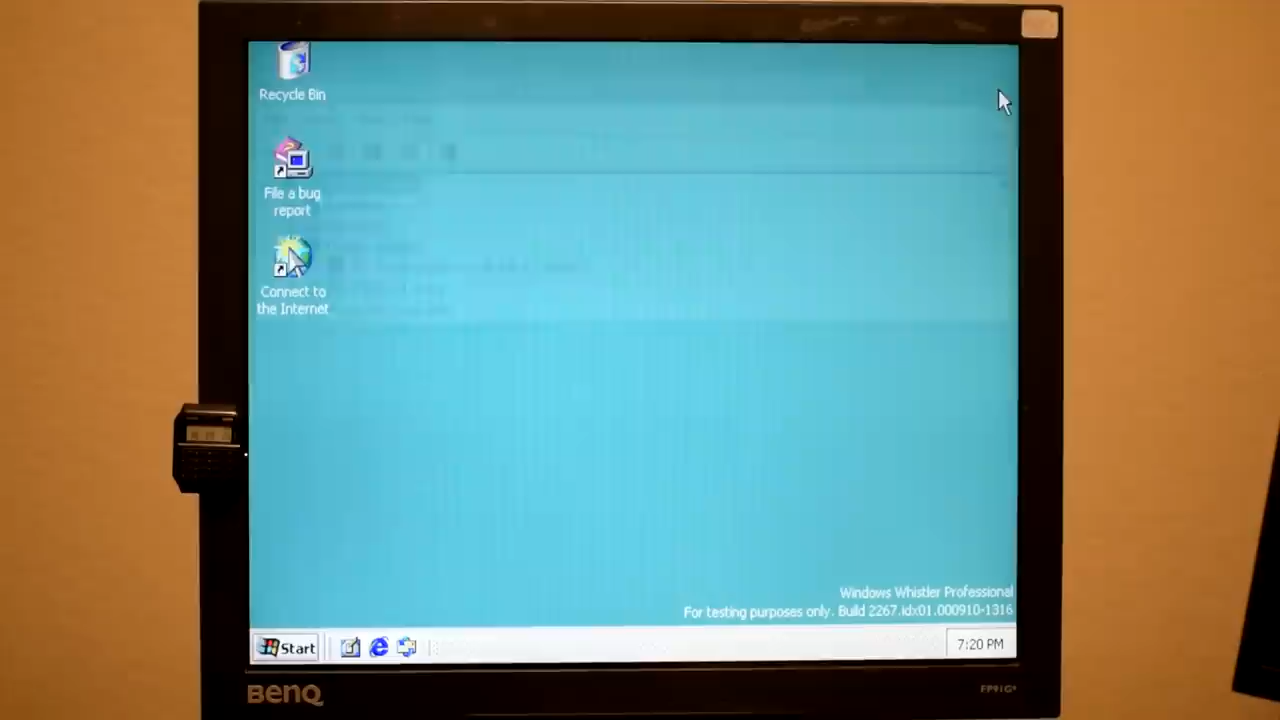 Recycle Bin
File a bug
report
Connect to
the Internet
Windows Whistler Professional
For testing purposes only. Build 2267.idx01.000910-1316
Start
7:20 PM
BenQ
FP91G+